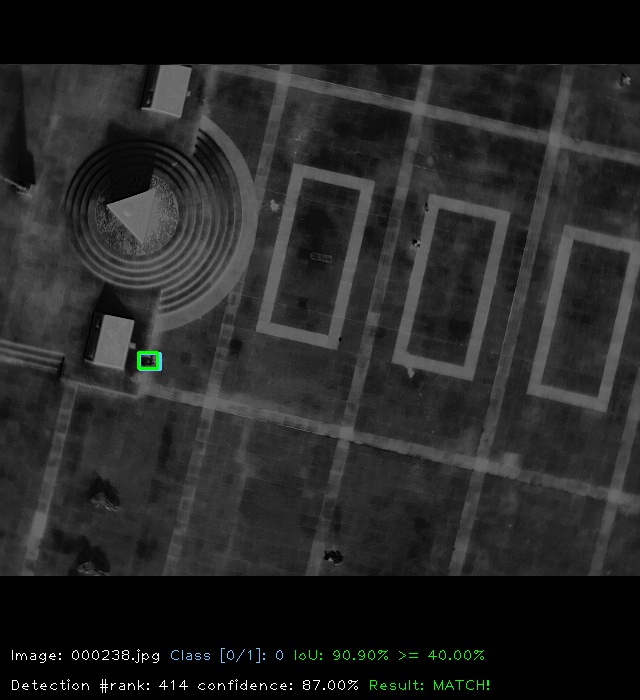 Image: 000238.jpg Class [0/1]: 0 IoU: 90.90% >= 40.00%
Detection #rank: 414 confidence: 87.00% Result: MATCH!